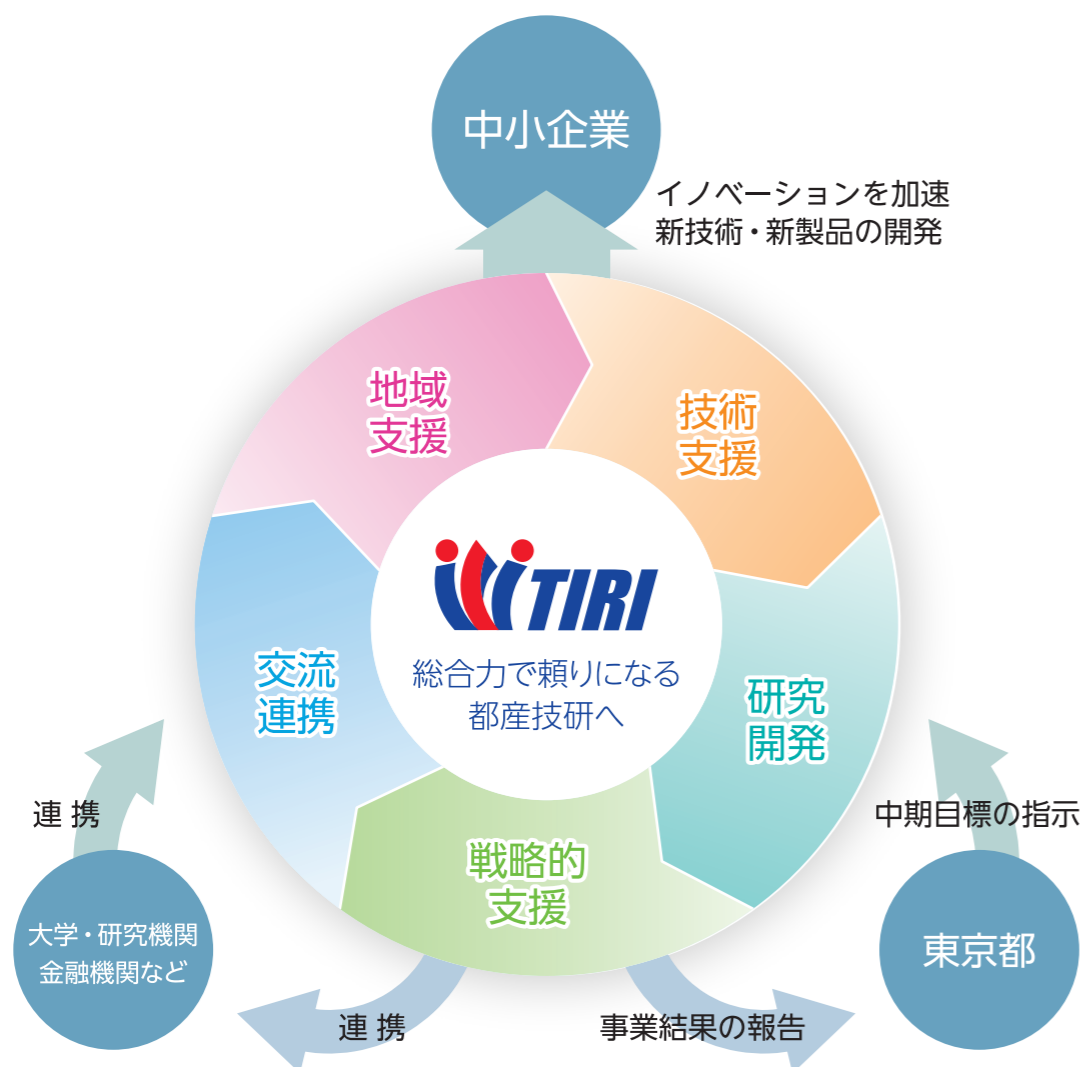 中小企業
イノベーションを加速
新技術・新製品の開発
地域
支援
技術
支援
TIRI
総合力で頼りになる
都産技研へ
交流
連携
研究
開発
戦略的
支援
連 携
中期目標の指示
大学・研究機関
金融機関など
東京都
連 携
事業結果の報告